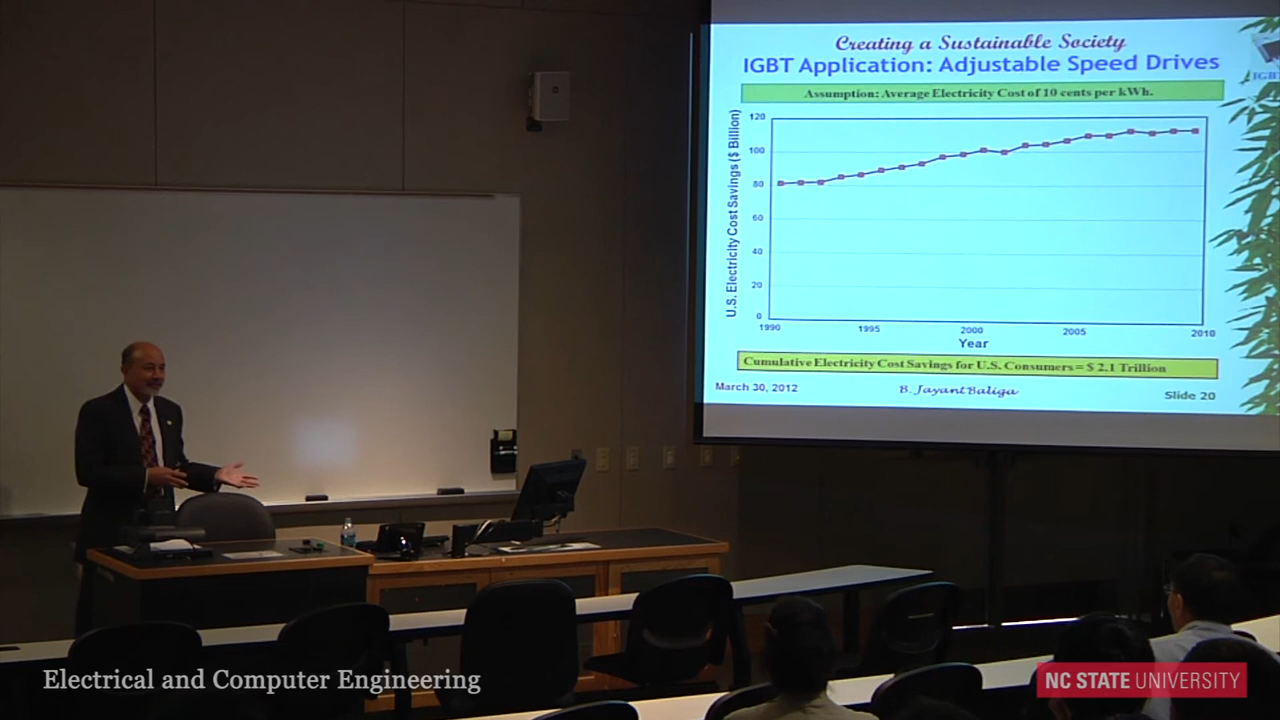 Creating a Sustainable Society
IGBT Application: Adjustable Speed Drives
IGB
Assumption: Average Electricity Cost of 10 cents per kWh.
U.S. Electricity Cost Savings ($ Billion)
120
100
80
60
40
20
0
1990 1995 2000 2005 2010
Year
Cumulative Electricity Cost Savings for U.S. Consumers = $ 2.1 Trillion
March 30, 2012 B. Jayant Baliga Slide 20
Electrical and Computer Engineering
NC STATE UNIVERSITY